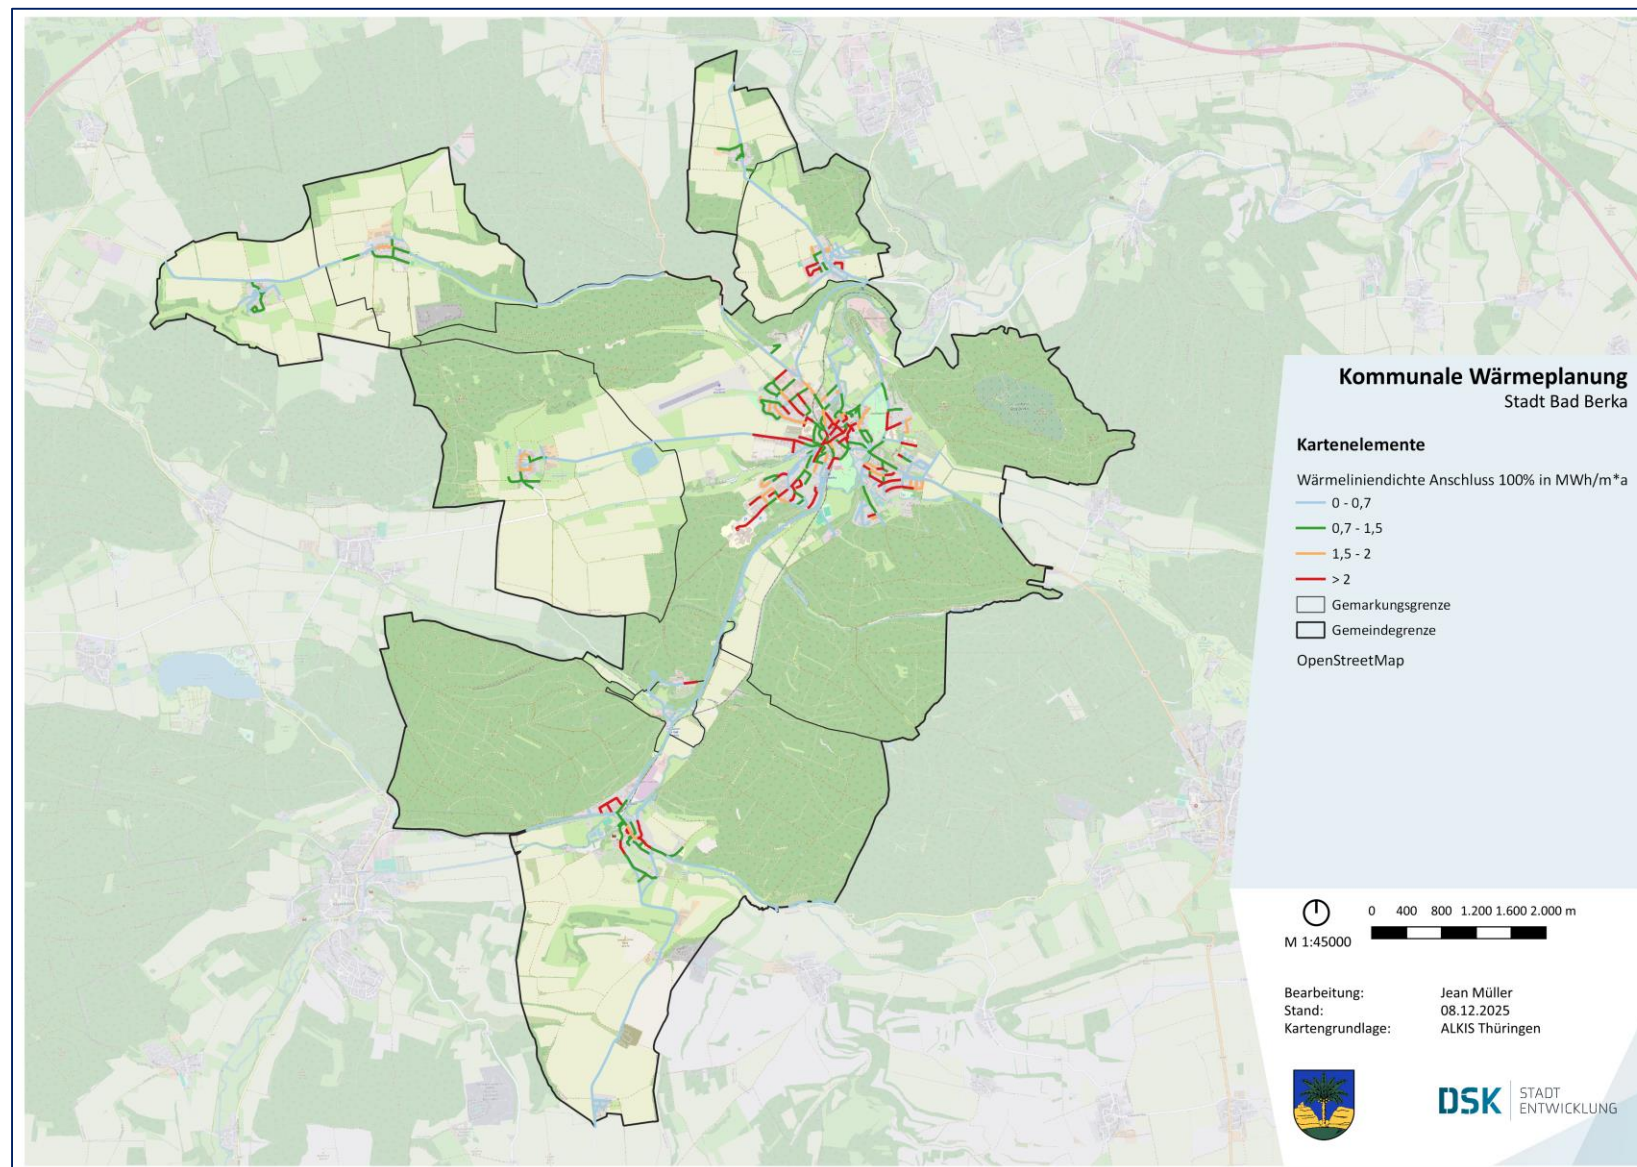 Kommunale Wärmeplanung
Stadt Bad Berka
Kartenelemente
Wärmeliniendichte Anschluss 100% in MWh/m*a
0 - 0,7
0,7 - 1,5
1,5 - 2
> 2
Gemarkungsgrenze
Gemeindegrenze
OpenStreetMap
0 400 800 1.200 1.600 2.000 m
M 1:45000
Bearbeitung: Jean Müller
Stand: 08.12.2025
Kartengrundlage: ALKIS Thüringen
DSK STADT
ENTWICKLUNG